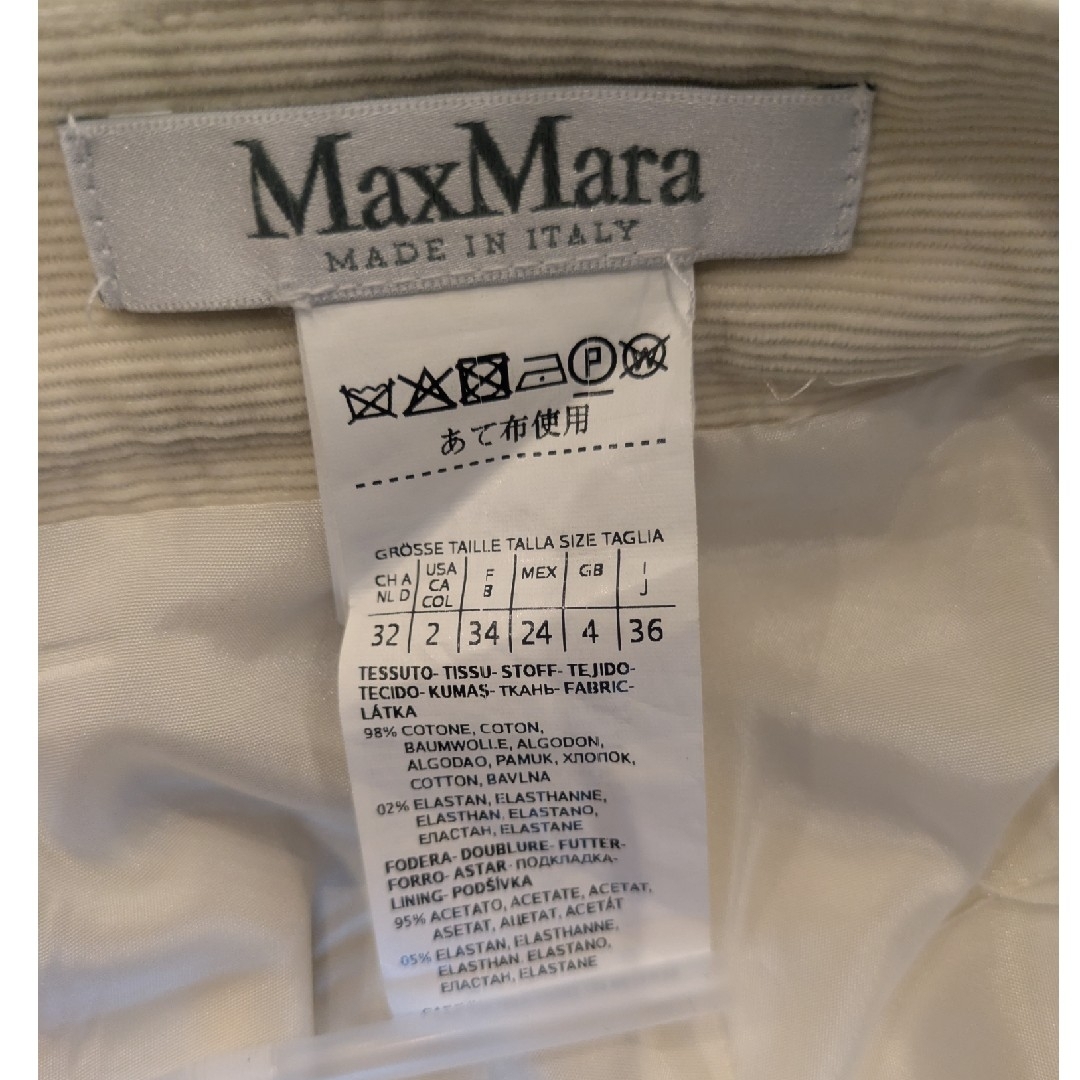 MaxMara
MADE IN ITALY
P W
あて布使用
GRÖSSE TAILLE TALLA SIZE TAGLIA
CH A NL D | USA CA COL | F B | MEX | GB | I J
32 | 2 | 34 | 24 | 4 | 36
TESSUTO- TISSU- STOFF- TEJIDO-
TECIDO- KUMAŞ- ТКАНЬ- FABRIC-
LÁTKA
98% COTONE, COTON,
BAUMWOLLE, ALGODON,
ALGODAO, PAMUK, ХЛОПОК,
COTTON, BAVLNA
02% ELASTAN, ELASTHANNE,
ELASTHAN. ELASTANO,
ЕЛАСТАН, ELASTANE
FODERA- DOUBLURE- FUTTER-
FORRO- ASTAR- ПОДКЛАДКА-
LINING- PODŠÍVKA
95% ACETATO, ACETATE, ACETAT,
ASETAT, АЦЕТАТ, ACETÁT
05% ELASTAN, ELASTHANNE,
ELASTHAN. ELASTANO,
ЕЛАСТАН, ELASTANE